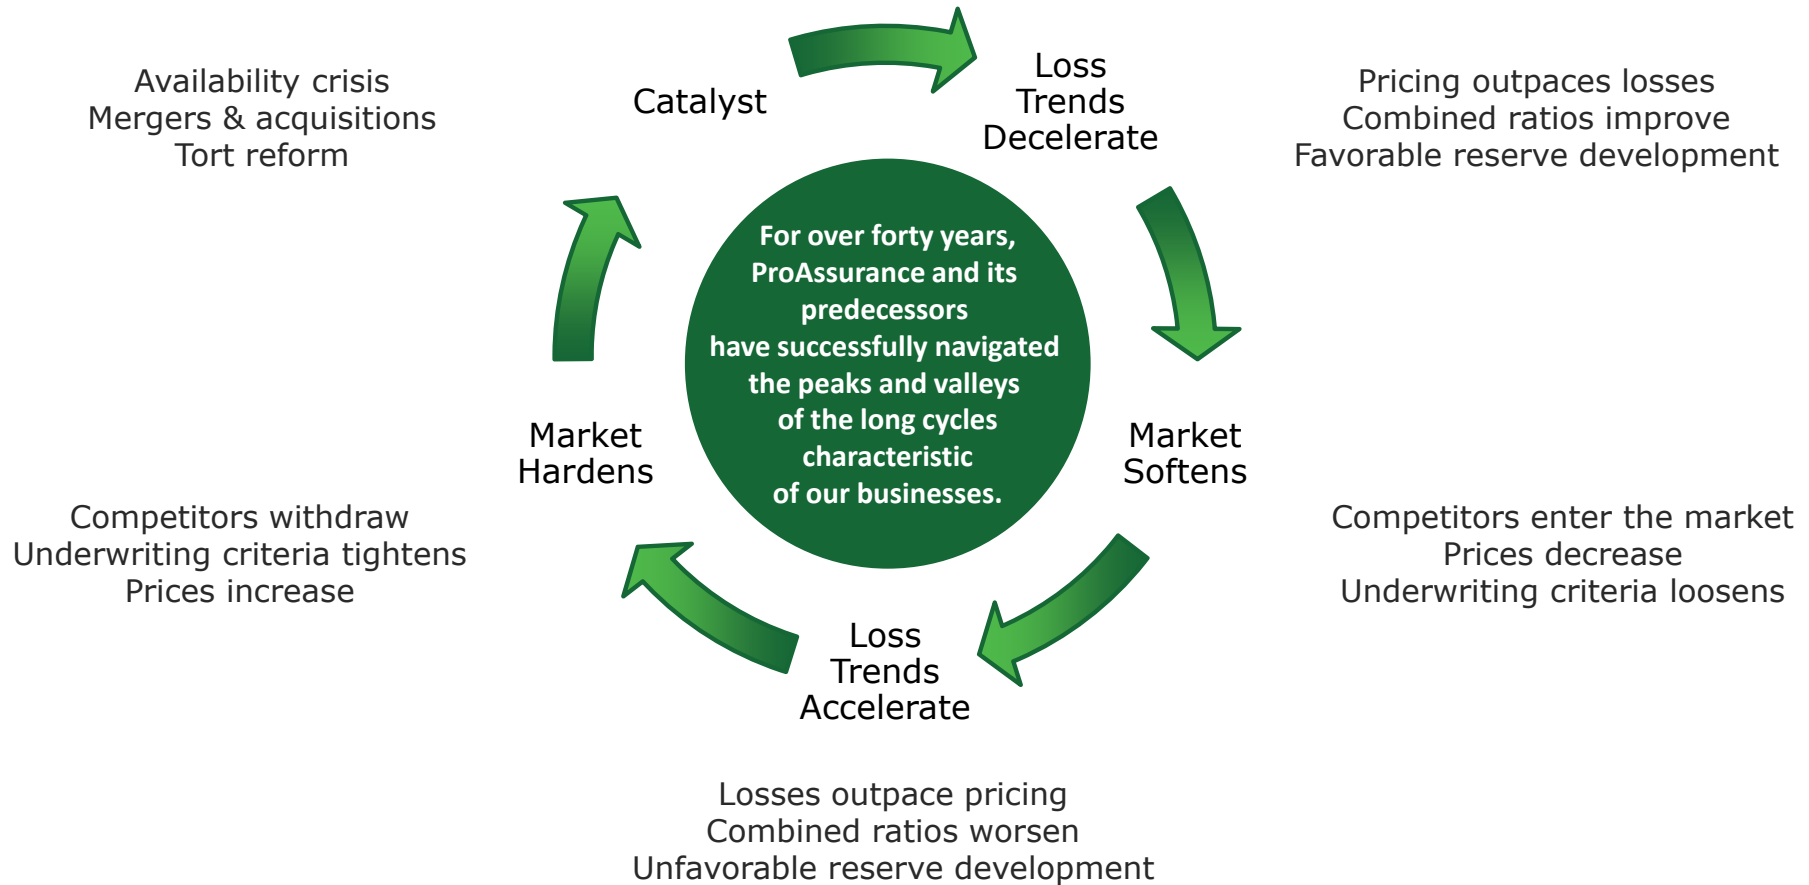 Availability crisis
Mergers & acquisitions
Tort reform
Catalyst
Loss
Trends
Decelerate
Pricing outpaces losses
Combined ratios improve
Favorable reserve development
For over forty years,
ProAssurance and its
predecessors
have successfully navigated
the peaks and valleys
of the long cycles
characteristic
of our businesses.
Market
Hardens
Market
Softens
Competitors withdraw
Underwriting criteria tightens
Prices increase
Competitors enter the market
Prices decrease
Underwriting criteria loosens
Loss
Trends
Accelerate
Losses outpace pricing
Combined ratios worsen
Unfavorable reserve development